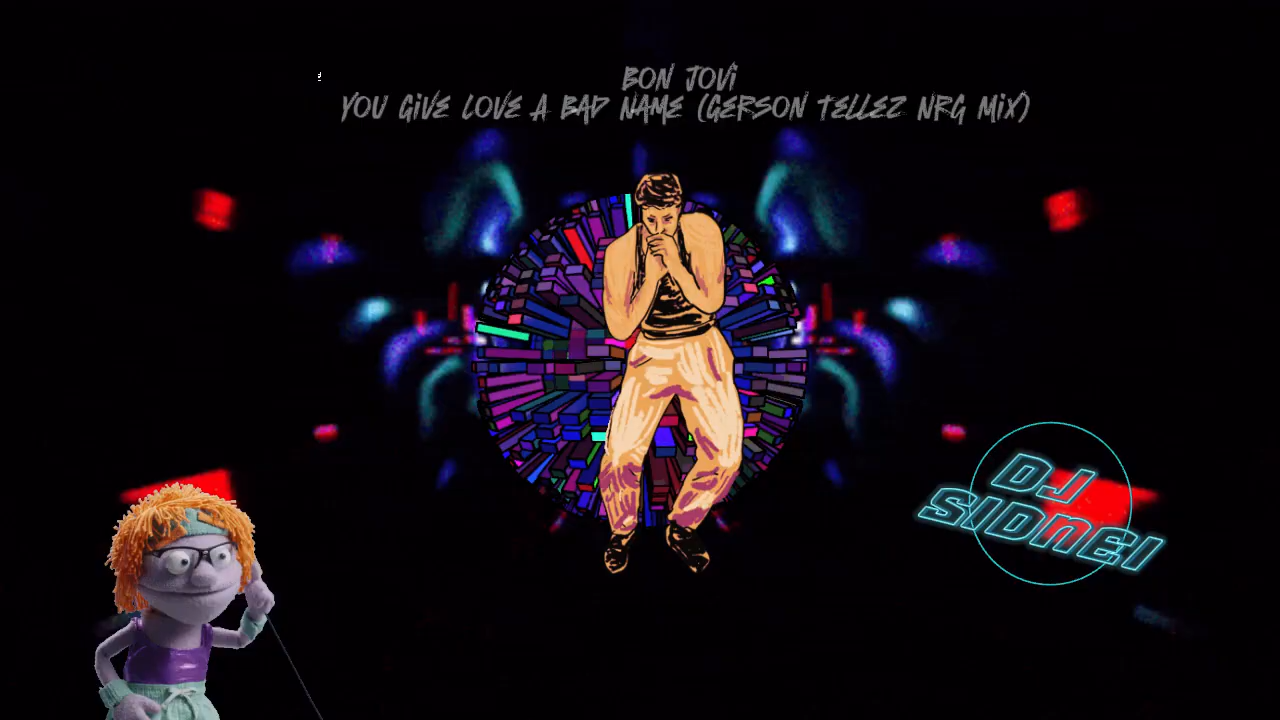 BON JOVI
YOU GIVE LOVE A BAD NAME (GERSON TELLEZ NRG MIX)
DJ
SIDNEI